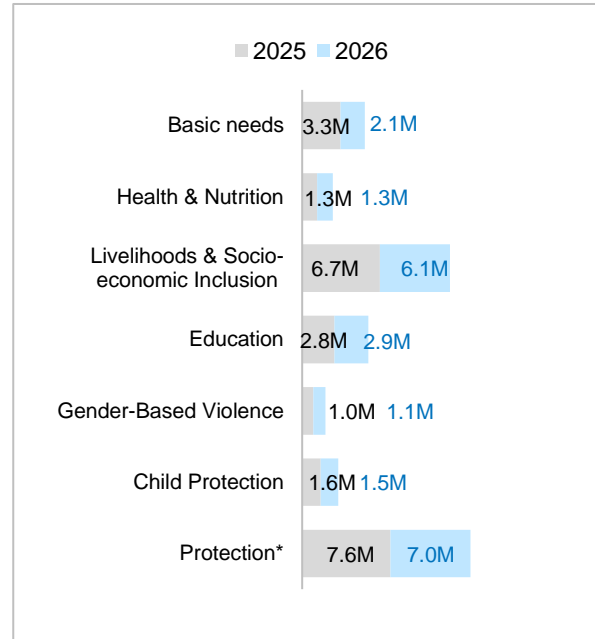 2025 2026
Basic needs 3.3M 2.1M
Health & Nutrition 1.3M 1.3M
Livelihoods & Socio-
economic Inclusion 6.7M 6.1M
Education 2.8M 2.9M
Gender-Based Violence 1.0M 1.1M
Child Protection 1.6M 1.5M
Protection* 7.6M 7.0M